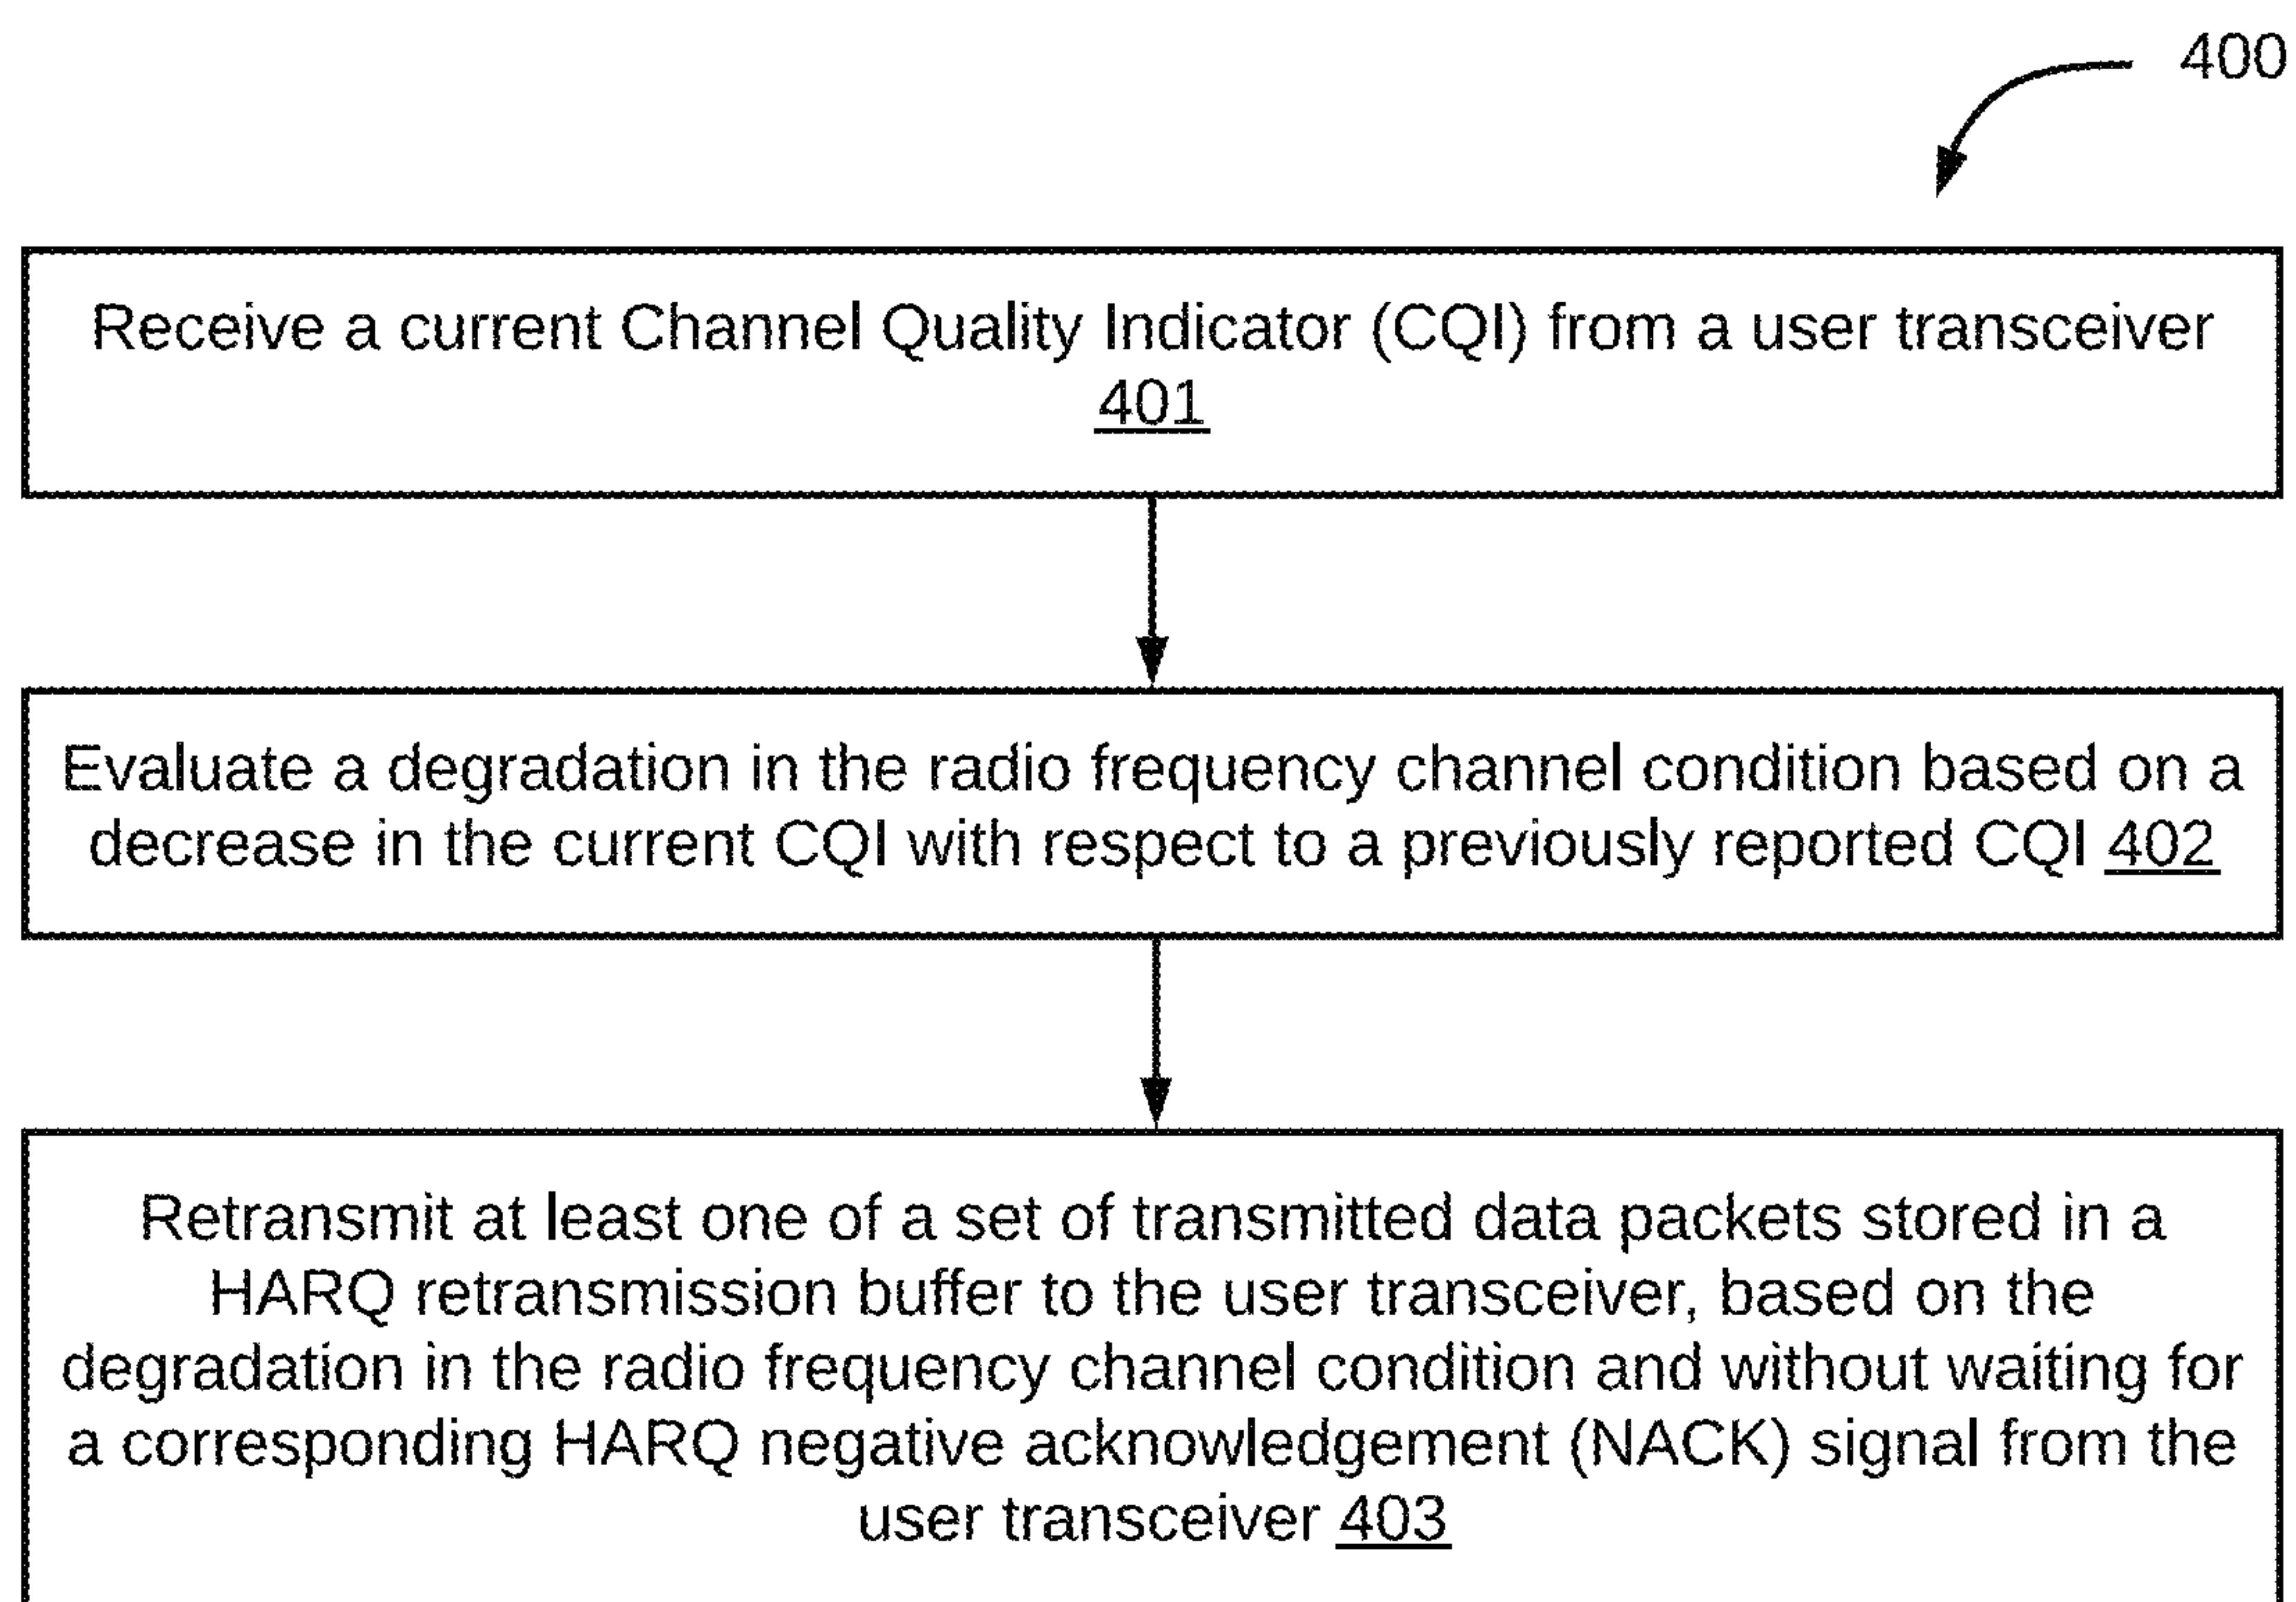 400
Receive a current Channel Quality Indicator (CQI) from a user transceiver
401
Evaluate a degradation in the radio frequency channel condition based on a
decrease in the current CQI with respect to a previously reported CQI 402
Retransmit at least one of a set of transmitted data packets stored in a
HARQ retransmission buffer to the user transceiver, based on the
degradation in the radio frequency channel condition and without waiting for
a corresponding HARQ negative acknowledgement (NACK) signal from the
user transceiver 403